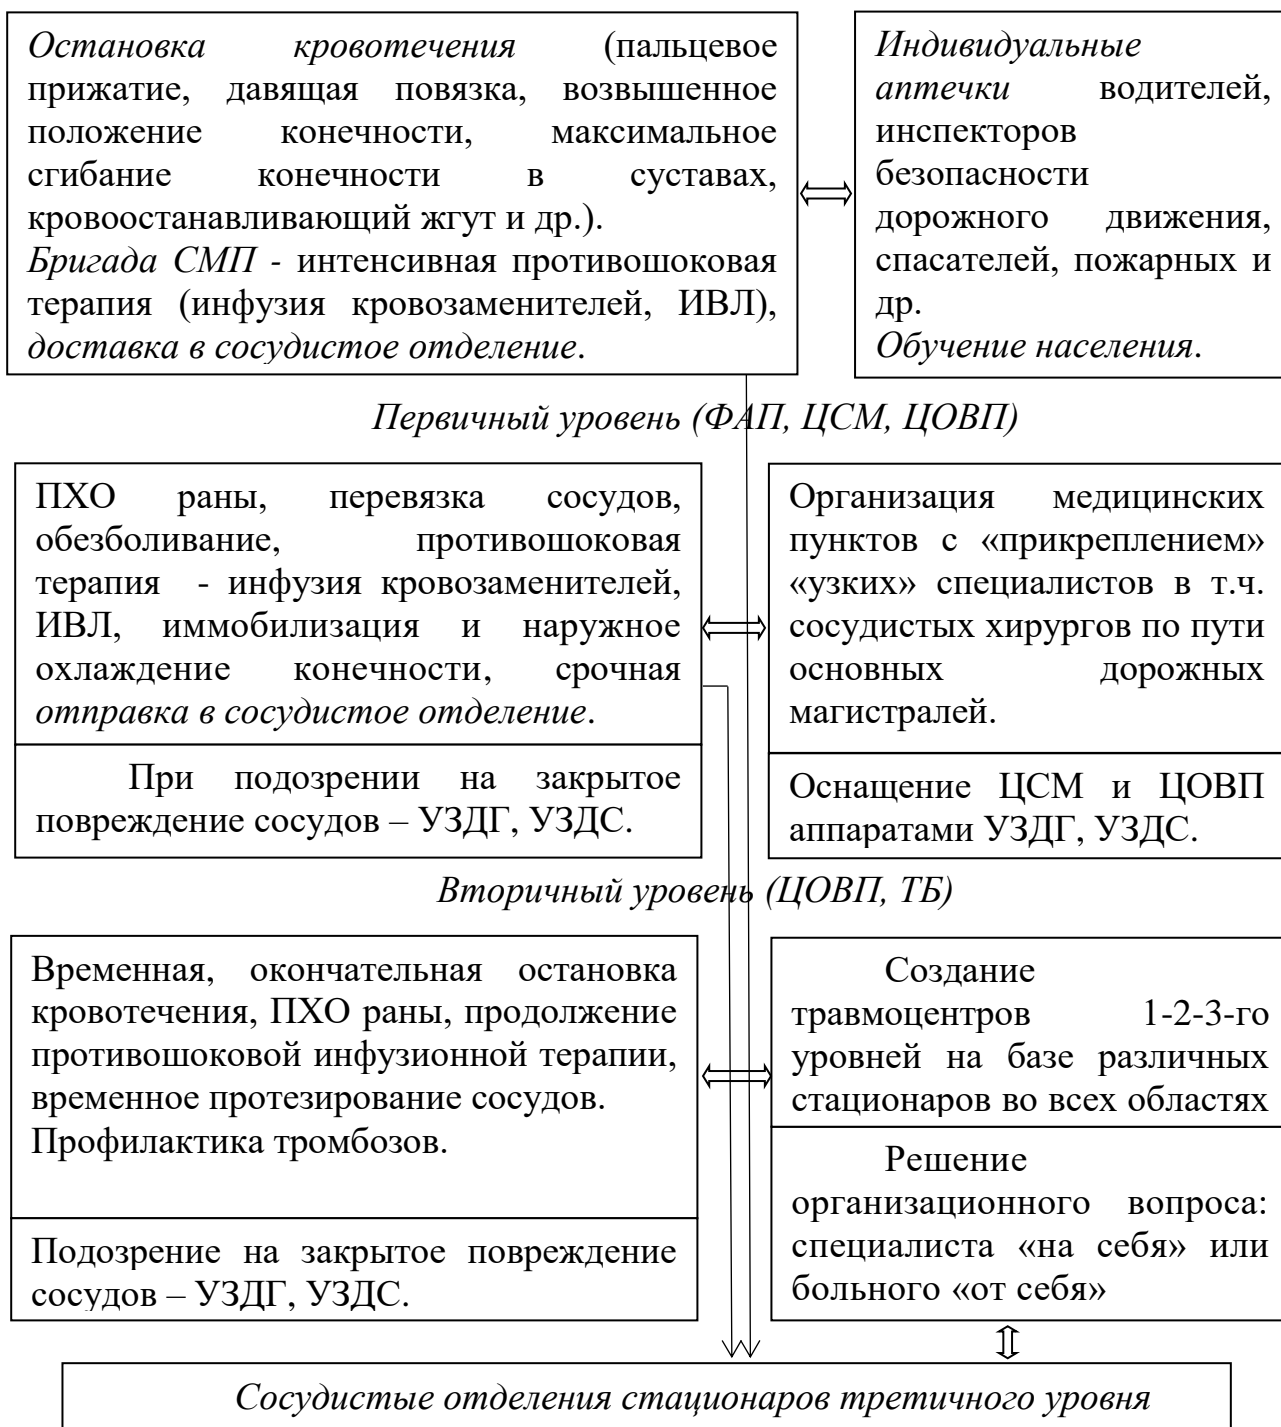 Остановка кровотечения (пальцевое
прижатие, давящая повязка, возвышенное
положение конечности, максимальное
сгибание конечности в суставах,
кровоостанавливающий жгут и др.).
Бригада СМП - интенсивная противошоковая
терапия (инфузия кровозаменителей, ИВЛ),
доставка в сосудистое отделение.
Индивидуальные
аптечки водителей,
инспекторов
безопасности
дорожного движения,
спасателей, пожарных и
др.
Обучение населения.
Первичный уровень (ФАП, ЦСМ, ЦОВП)
ПХО раны, перевязка сосудов,
обезболивание, противошоковая
терапия - инфузия кровозаменителей,
ИВЛ, иммобилизация и наружное
охлаждение конечности, срочная
отправка в сосудистое отделение.
При подозрении на закрытое
повреждение сосудов – УЗДГ, УЗДС.
Организация медицинских
пунктов с «прикреплением»
«узких» специалистов в т.ч.
сосудистых хирургов по пути
основных дорожных
магистралей.
Оснащение ЦСМ и ЦОВП
аппаратами УЗДГ, УЗДС.
Вторичный уровень (ЦОВП, ТБ)
Временная, окончательная остановка
кровотечения, ПХО раны, продолжение
противошоковой инфузионной терапии,
временное протезирование сосудов.
Профилактика тромбозов.
Подозрение на закрытое повреждение
сосудов – УЗДГ, УЗДС.
Создание
травмоцентров 1-2-3-го
уровней на базе различных
стационаров во всех областях
Решение
организационного вопроса:
специалиста «на себя» или
больного «от себя»
Сосудистые отделения стационаров третичного уровня